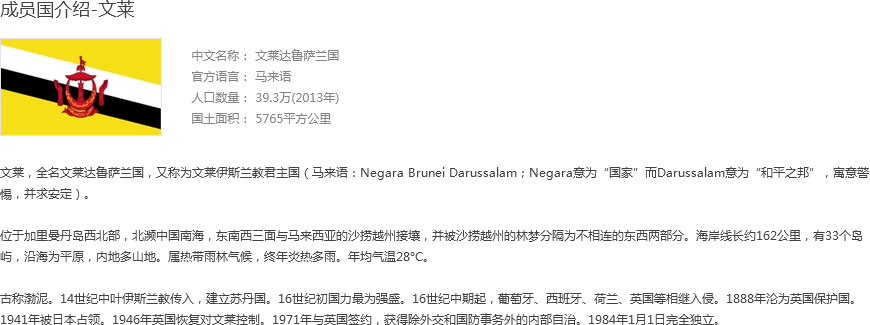 成员国介绍-文莱
中文名称： 文莱达鲁萨兰国
官方语言： 马来语
人口数量： 39.3万(2013年)
国土面积： 5765平方公里
文莱，全名文莱达鲁萨兰国，又称为文莱伊斯兰教君主国（马来语：Negara Brunei Darussalam；Negara意为“国家”而Darussalam意为“和平之邦”，寓意警
惕，并求安定）。
位于加里曼丹岛西北部，北濒中国南海，东南西三面与马来西亚的沙捞越州接壤，并被沙捞越州的林梦分隔为不相连的东西两部分。海岸线长约162公里，有33个岛
屿，沿海为平原，内地多山地。属热带雨林气候，终年炎热多雨。年均气温28℃。
古称渤泥。14世纪中叶伊斯兰教传入，建立苏丹国。16世纪初国力最为强盛。16世纪中期起，葡萄牙、西班牙、荷兰、英国等相继入侵。1888年沦为英国保护国。
1941年被日本占领。1946年英国恢复对文莱控制。1971年与英国签约，获得除外交和国防事务外的内部自治。1984年1月1日完全独立。